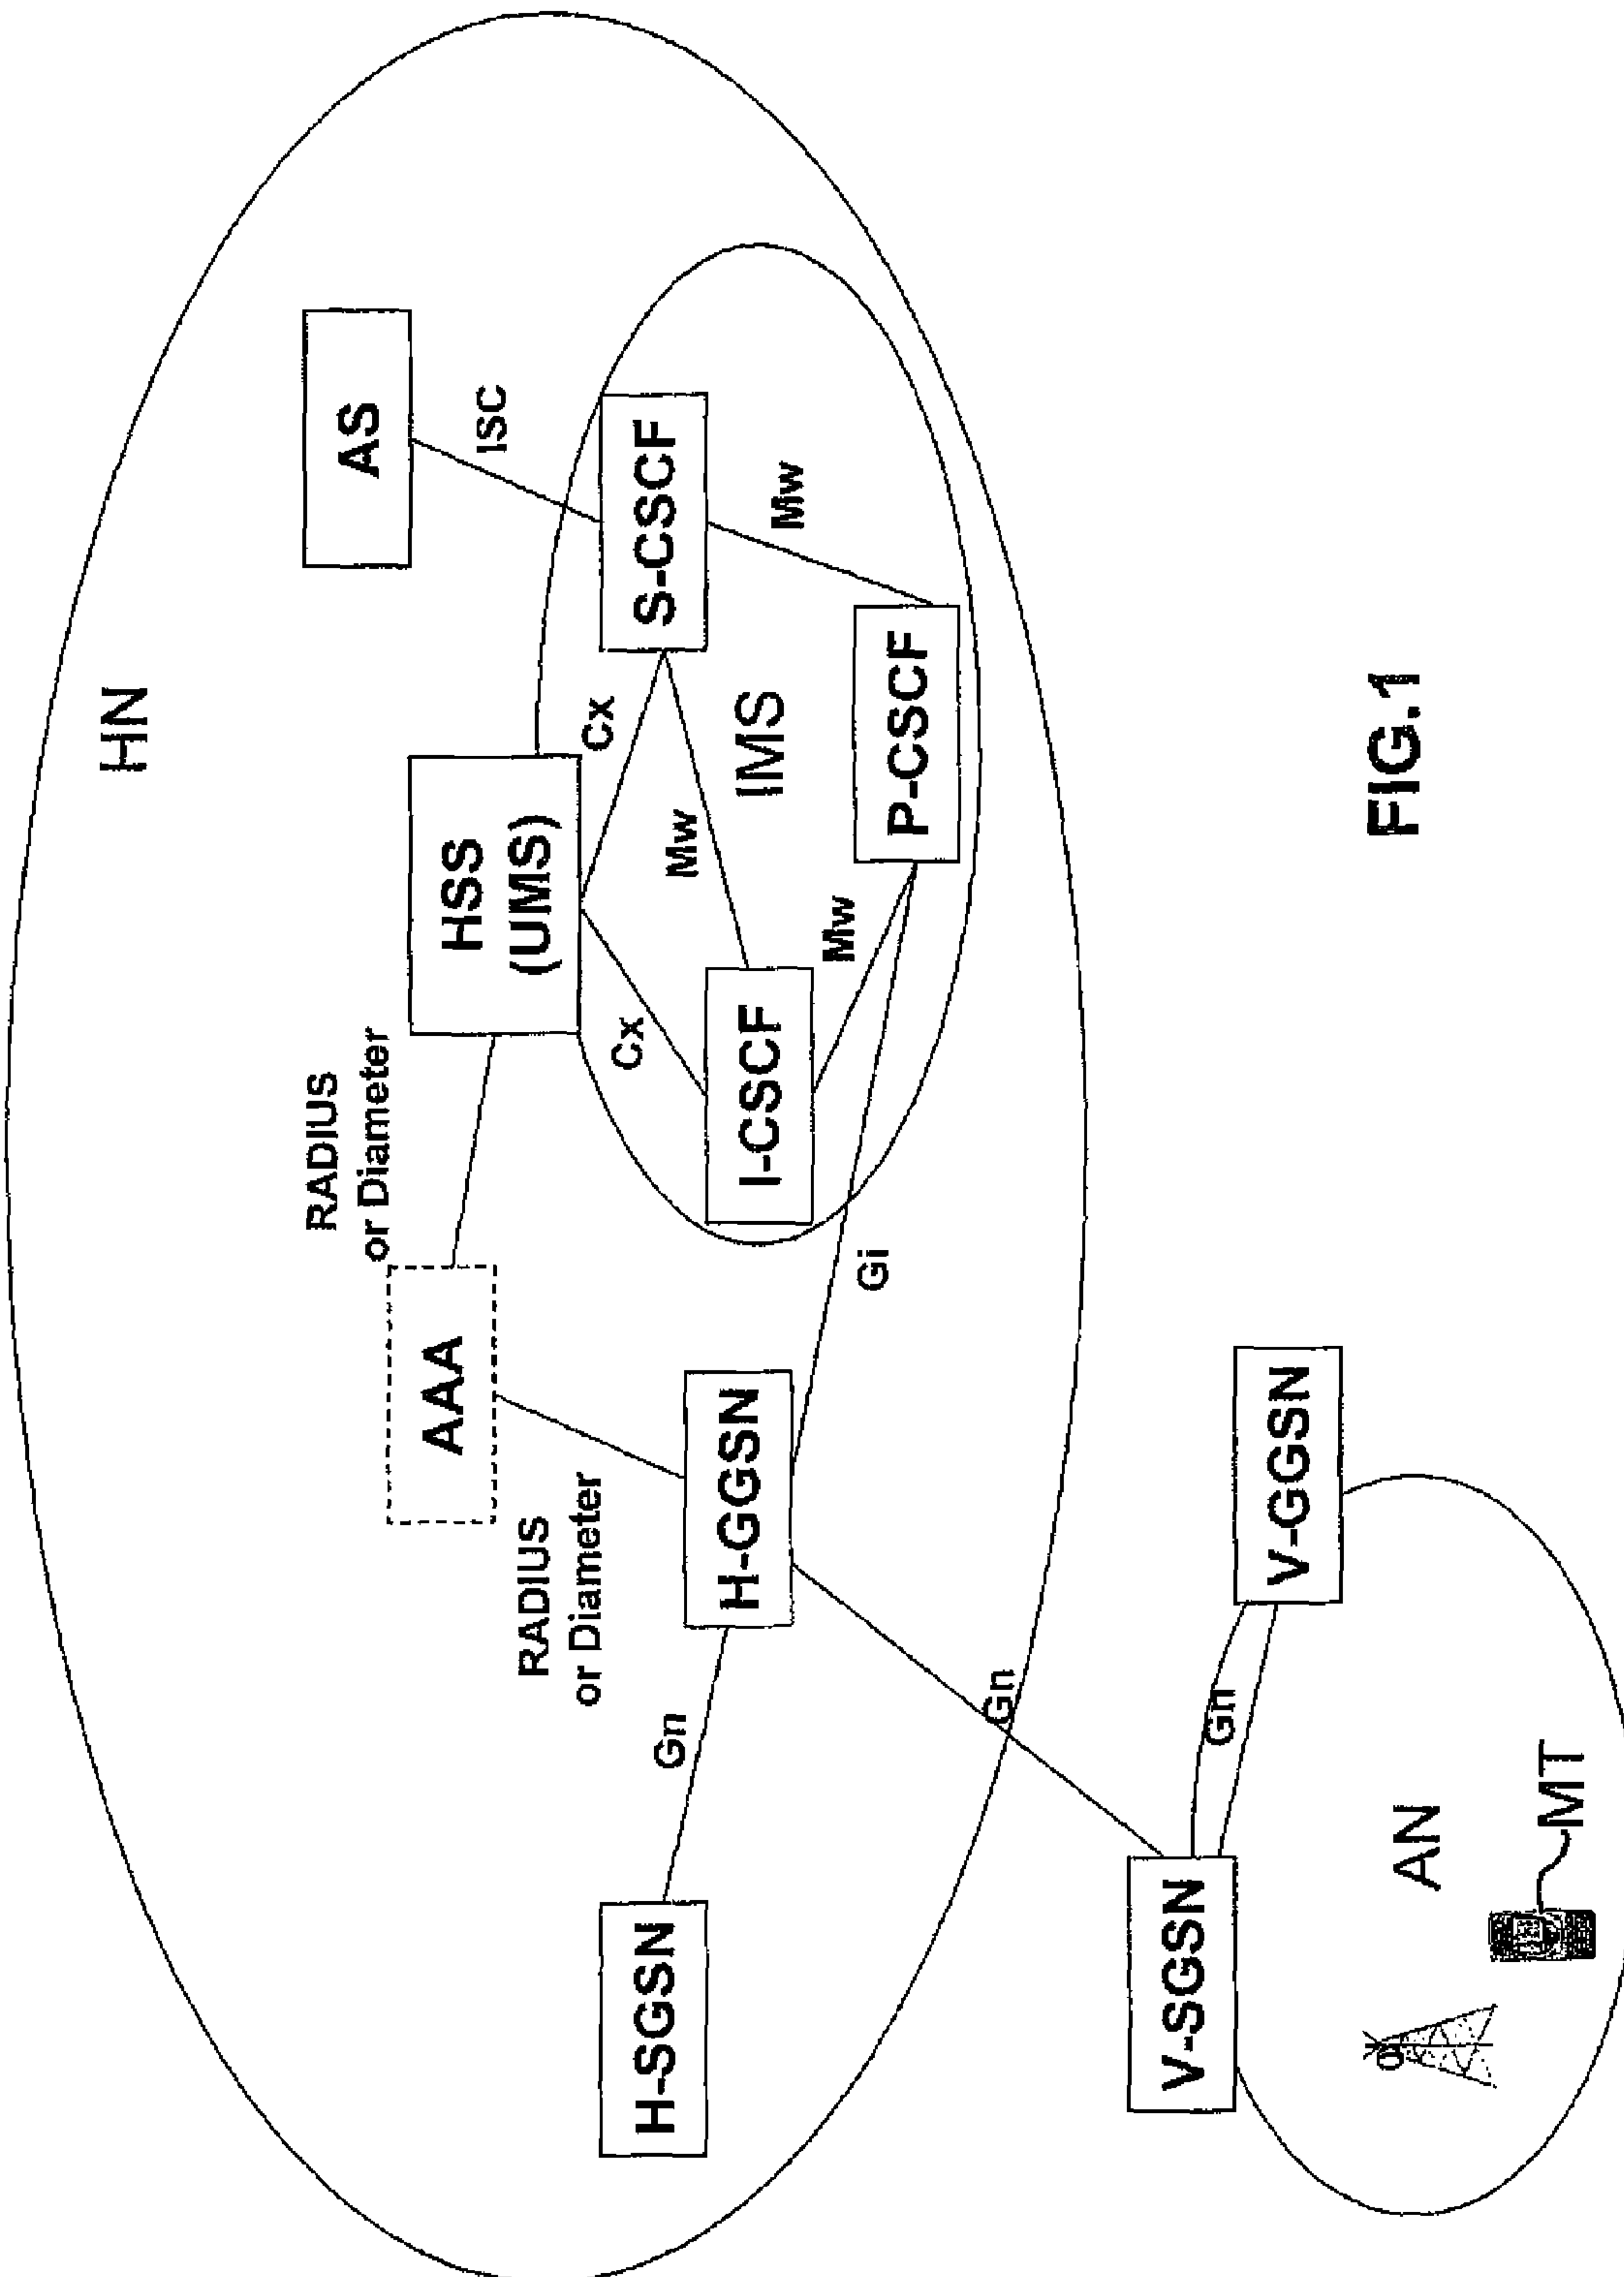 HN
AS
RADIUS
or Diameter
HSS
(UMS)
ISC
AAA
Cx
Cx
S-CSCF
RADIUS
or Diameter
Mw
Mw
H-SGSN
Gn
H-GGSN
I-CSCF
IMS
Mw
Gi
P-CSCF
Gn
V-SGSN
Gn
V-GGSN
AN
MT
FIG.1